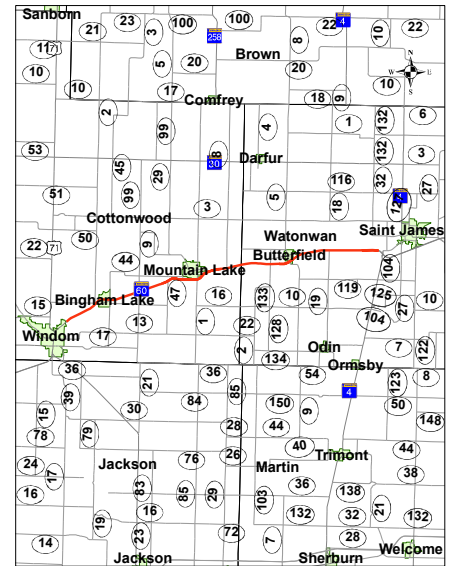 Sanborn
21 23 3 100 100 22 4 10 22
258
11 71 5 20 Brown 8
10 20
10 17 Comfrey 18 9 10 N W E S
2 4 1 132 6
99
53 8 Darfur 132 3
30
45 29 116 32 27
51 99 5 4
3 18 12
Cottonwood Saint James
22 71 50 9 Watonwan
44 Butterfield
Mountain Lake 104
60 47 16 133 10 19 119 125 10
15 Bingham Lake 27
13 1 22 128 104
Windom 17 2 Odin 7 122
134 Ormsby
36 21 36 54 123 8
39 85 4
15 30 84 150 9 50
28 44 148
78 79
26 40 44
24 Jackson 76 Martin Trimont
17 36 38
16 83 85 29 103 138
16 132 32 21 132
19
14 23 72 7 28 Welcome
Jackson Sherburn